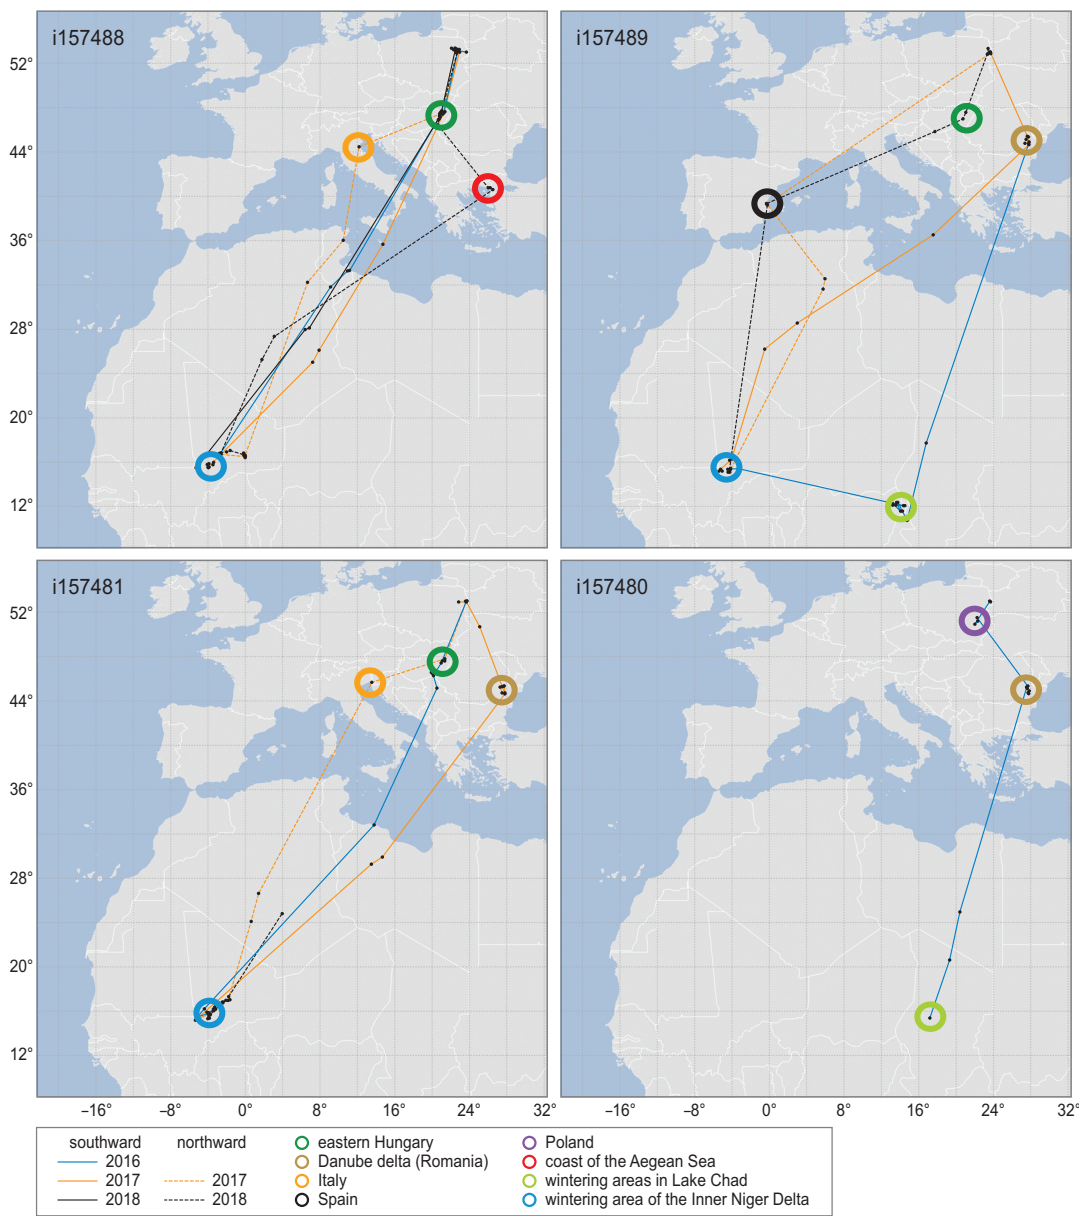 i157488
i157489
52°
44°
36°
28°
20°
12°
i157481
i157480
52°
44°
36°
28°
20°
12°
−16° −8° 0° 8° 16° 24° 32° −16° −8° 0° 8° 16° 24° 32°
southward northward eastern Hungary Poland
2016 Danube delta (Romania) coast of the Aegean Sea
2017 2017 Italy wintering areas in Lake Chad
2018 2018 Spain wintering area of the Inner Niger Delta